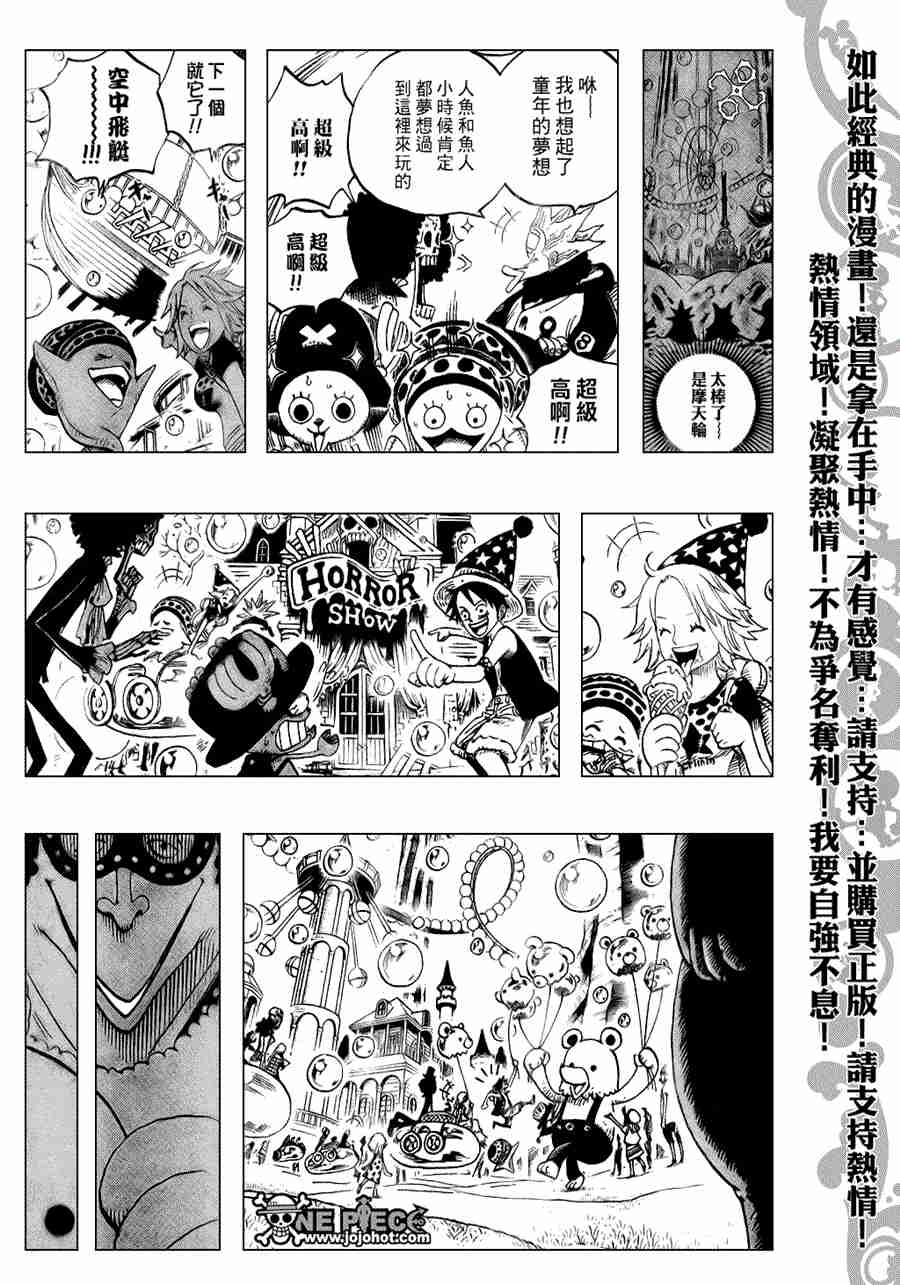 太棒了~
是摩天輪
咻—
我也想起了
童年的夢想
人魚和魚人
小時候肯定
都夢想過
到這裡來玩的
超級
高啊!!
超級
高啊!!
超級
高啊!!
下一個
就它了!!
空中飛艇
~~~~!!!
HORROR
SHOW
ONE PIECE
www.jojohot.com
如此經典的漫畫！還是拿在手中…才有感覺…請支持…並購買正版！請支持熱情！
熱情領域！凝聚熱情！不為爭名奪利！我要自強不息！